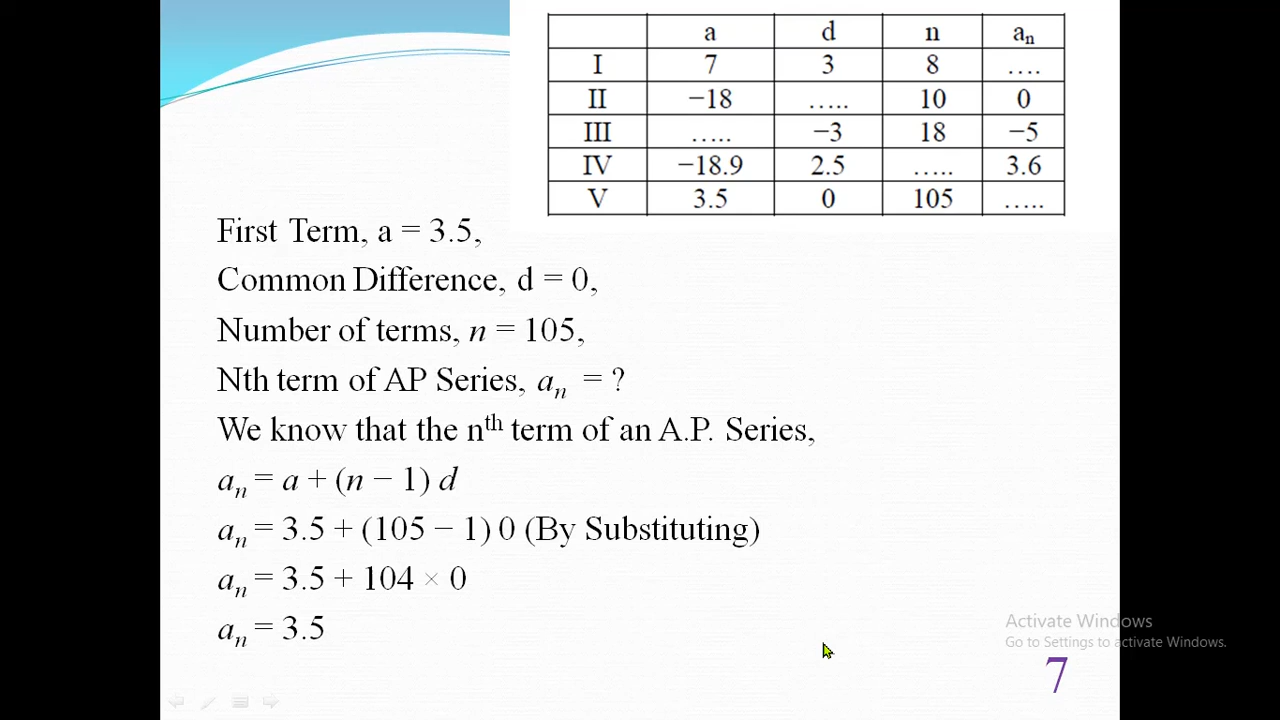 a d n aₙ
I 7 3 8 ….
II −18 ….. 10 0
III ….. −3 18 −5
IV −18.9 2.5 ….. 3.6
V 3.5 0 105 …..
First Term, a = 3.5,
Common Difference, d = 0,
Number of terms, n = 105,
Nth term of AP Series, aₙ = ?
We know that the nᵗʰ term of an A.P. Series,
aₙ = a + (n − 1) d
aₙ = 3.5 + (105 − 1) 0 (By Substituting)
aₙ = 3.5 + 104 × 0
aₙ = 3.5
Activate Windows
Go to Settings to activate Windows.
7